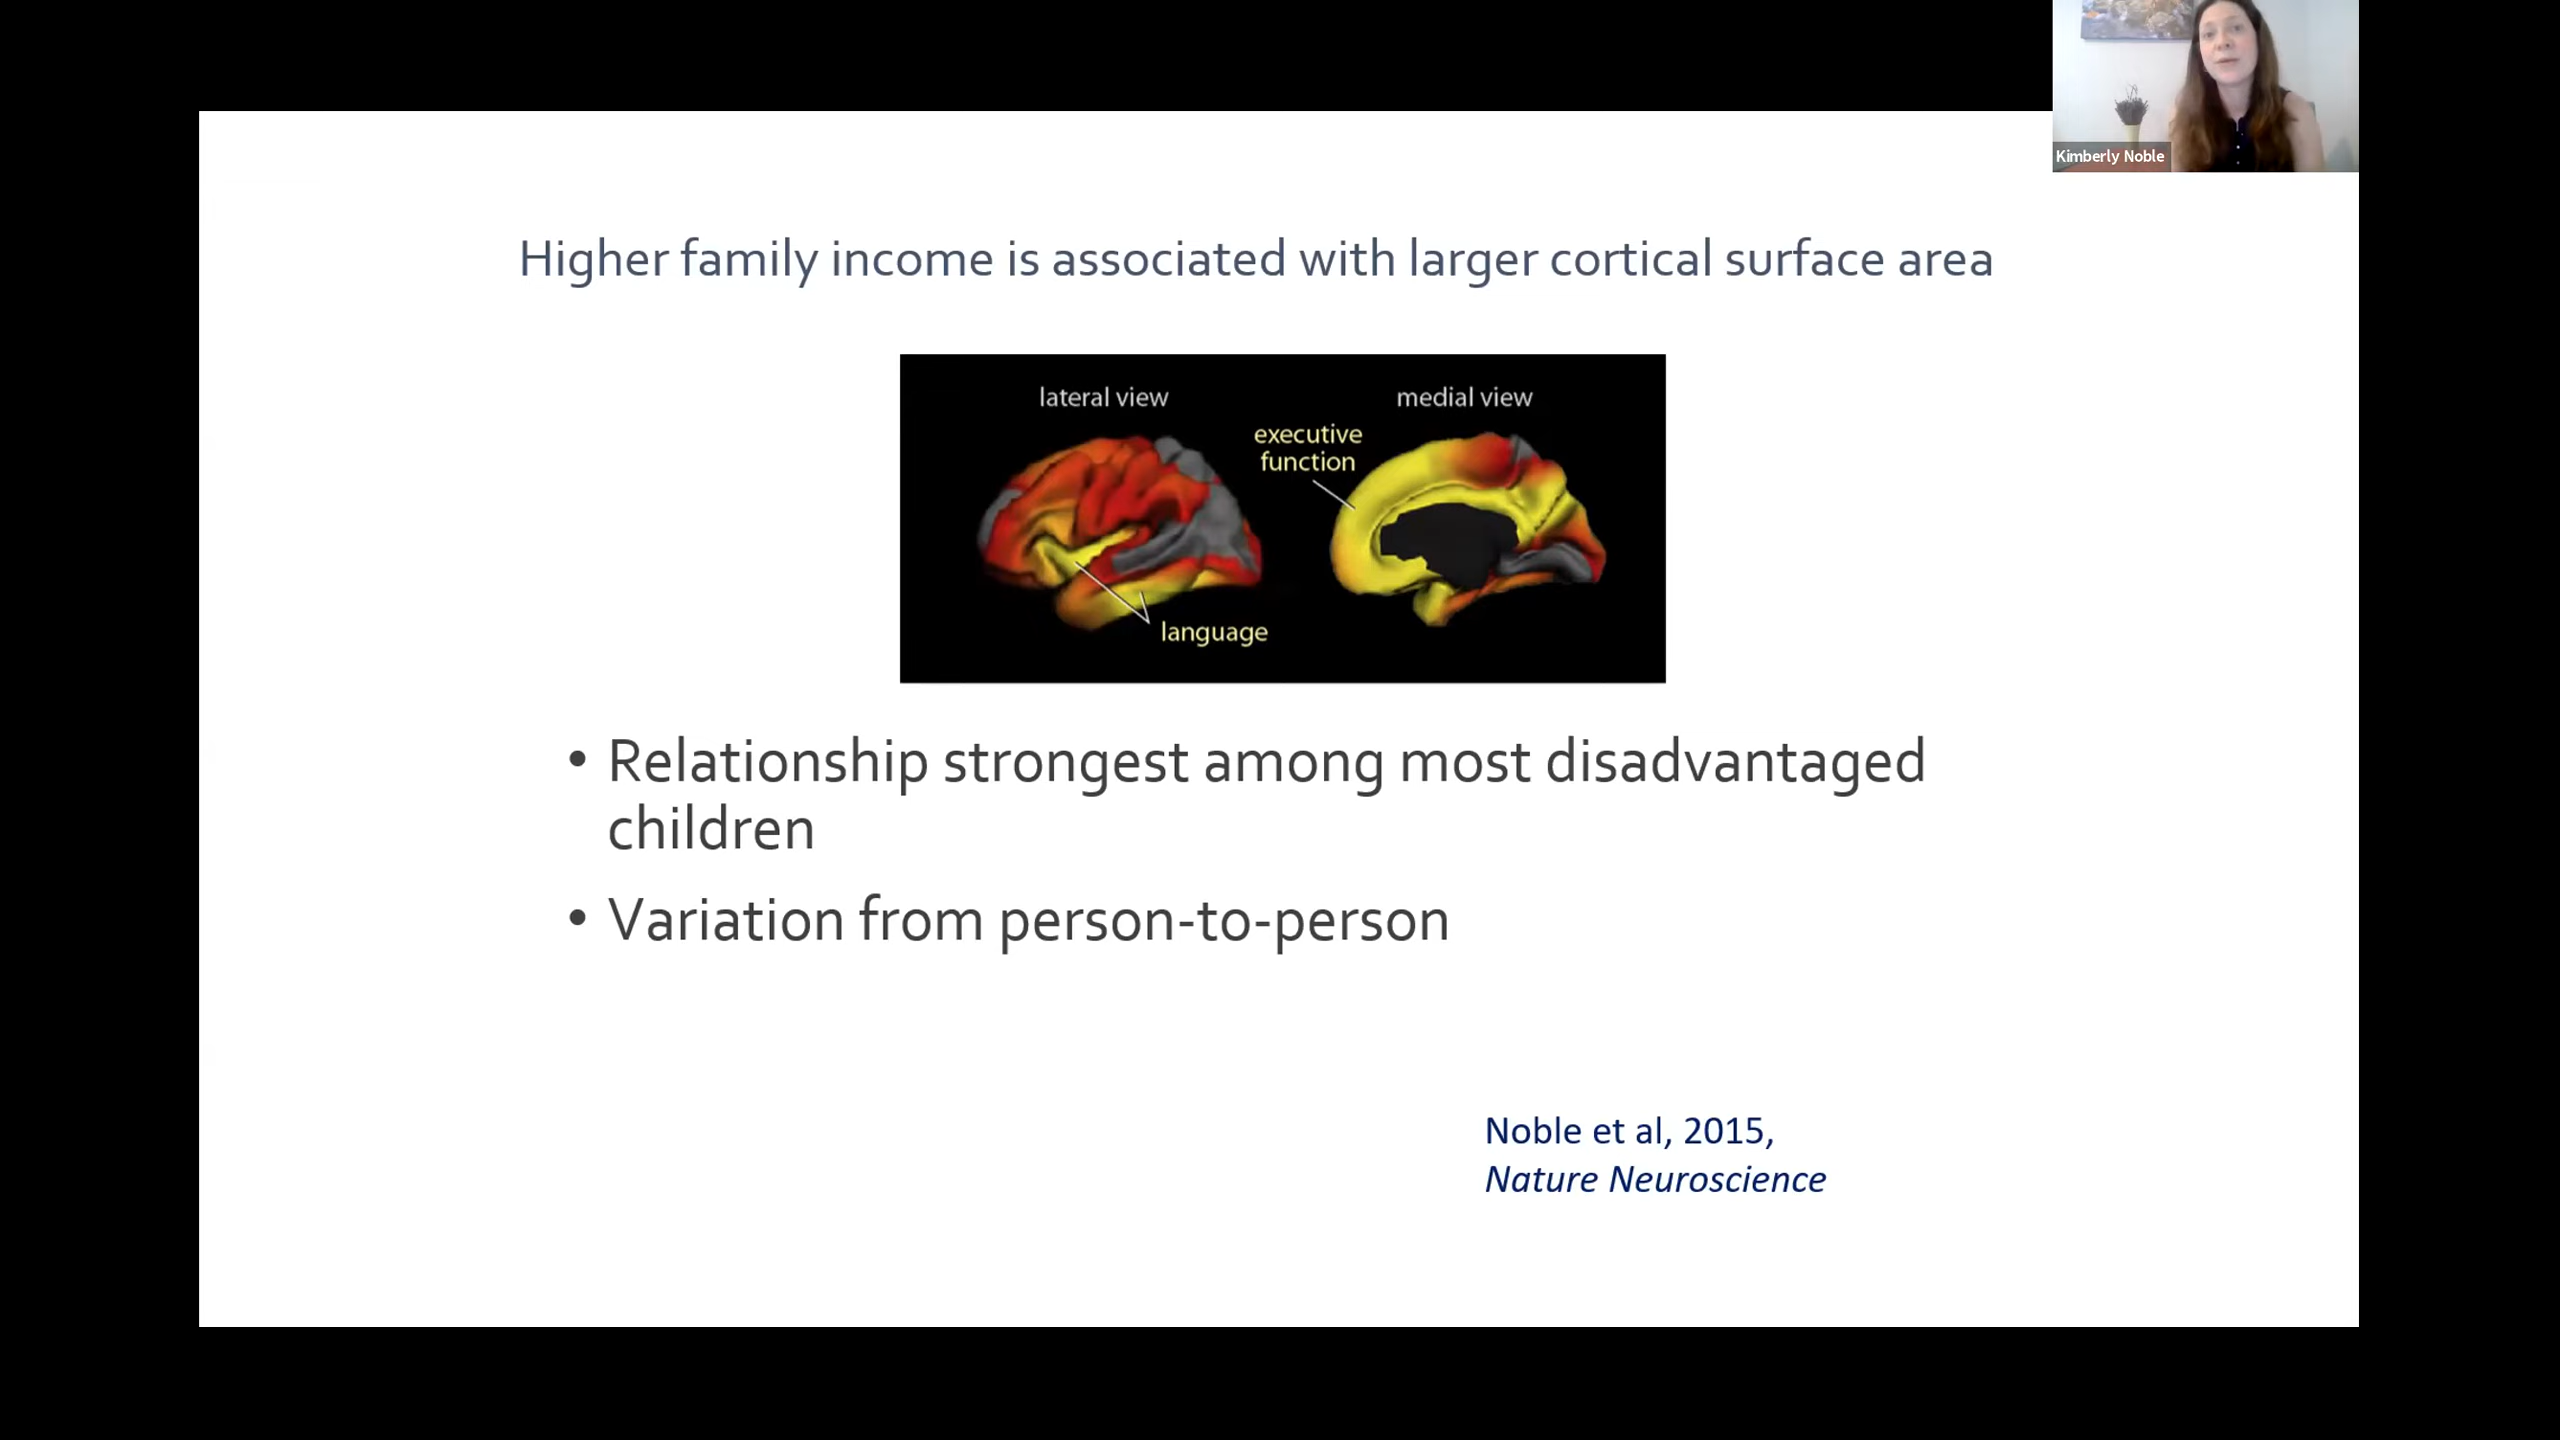 Kimberly Noble
Higher family income is associated with larger cortical surface area
lateral view
medial view
executive
function
language
• Relationship strongest among most disadvantaged
children
• Variation from person-to-person
Noble et al, 2015,
Nature Neuroscience